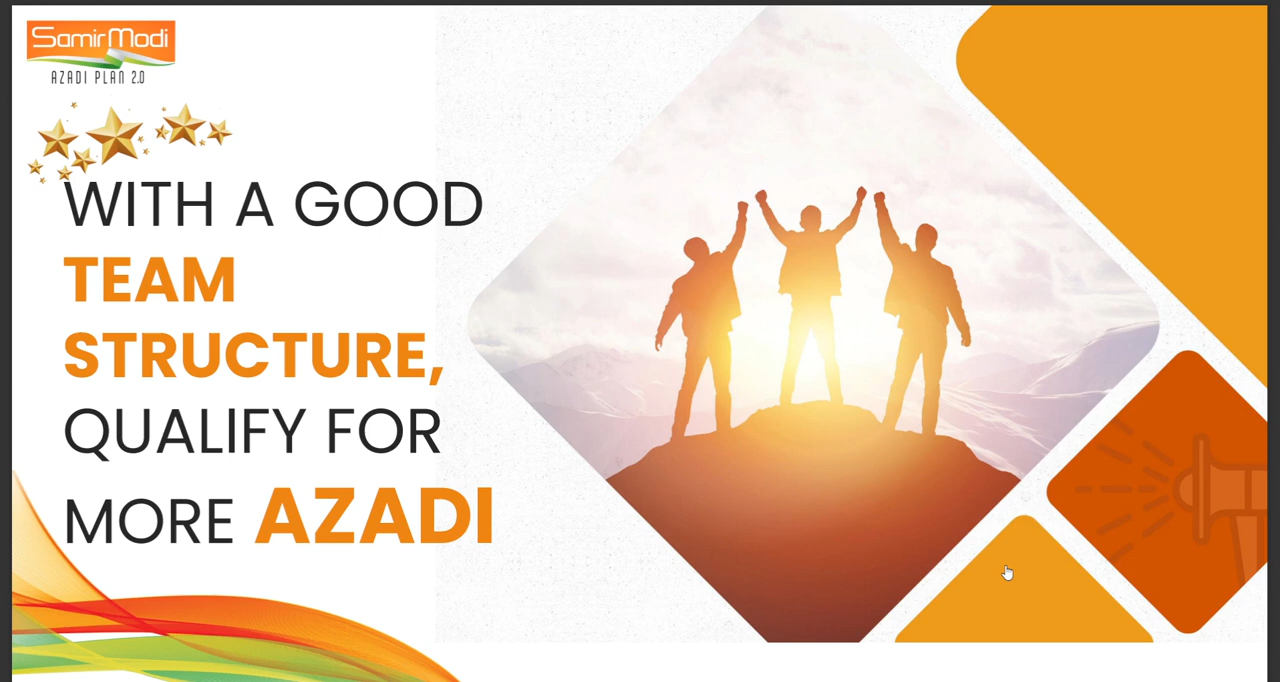 SamirModi
AZADI PLAN 2.0
WITH A GOOD
TEAM
STRUCTURE,
QUALIFY FOR
MORE AZADI